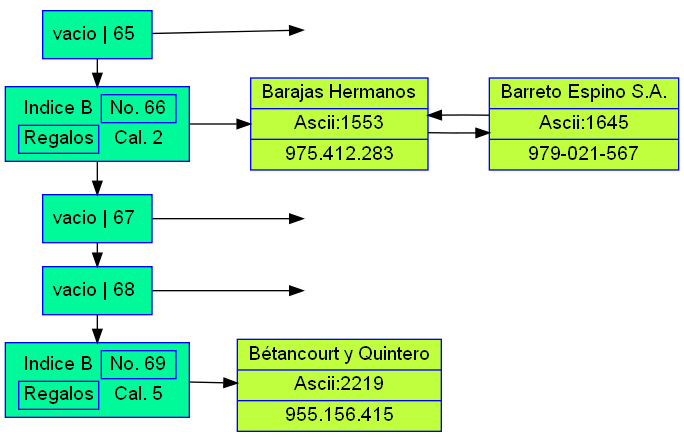 vacio | 65
Indice B No. 66
Regalos Cal. 2
Barajas Hermanos
Ascii:1553
975.412.283
Barreto Espino S.A.
Ascii:1645
979-021-567
vacio | 67
vacio | 68
Indice B No. 69
Regalos Cal. 5
Bétancourt y Quintero
Ascii:2219
955.156.415